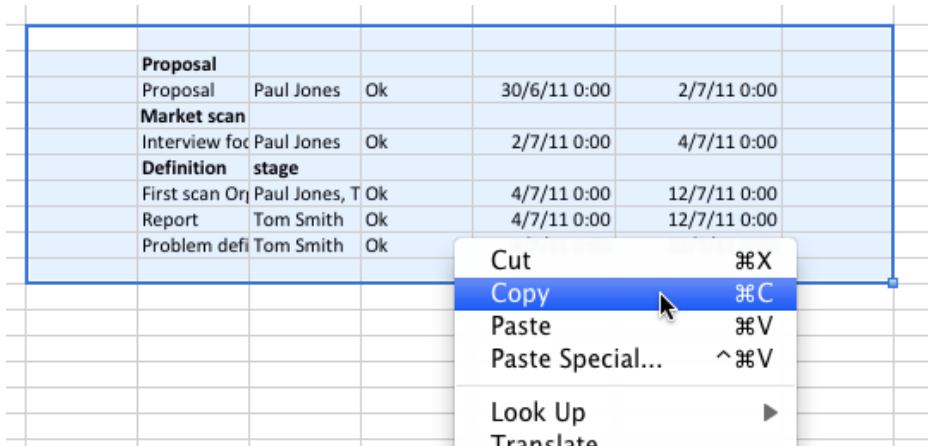 Proposal
Proposal Paul Jones Ok 30/6/11 0:00 2/7/11 0:00
Market scan
Interview foc Paul Jones Ok 2/7/11 0:00 4/7/11 0:00
Definition stage
First scan Or Paul Jones, T Ok 4/7/11 0:00 12/7/11 0:00
Report Tom Smith Ok 4/7/11 0:00 12/7/11 0:00
Problem defi Tom Smith Ok
Cut ⌘X
Copy ⌘C
Paste ⌘V
Paste Special... ^⌘V
Look Up ▶
Translate